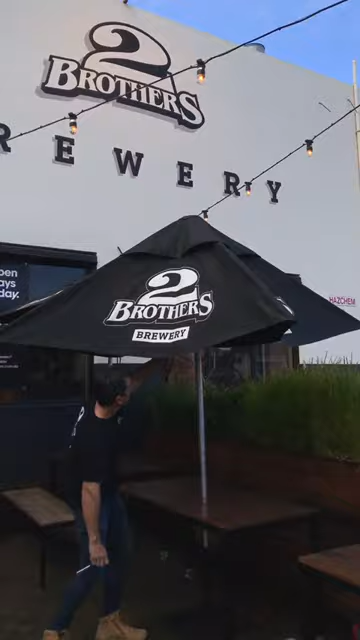 2
BROTHERS
REWERY
pen
ays
day.
HAZCHEM
2
BROTHERS
BREWERY